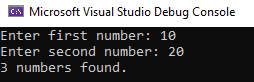 Microsoft Visual Studio Debug Console
Enter first number: 10
Enter second number: 20
3 numbers found.